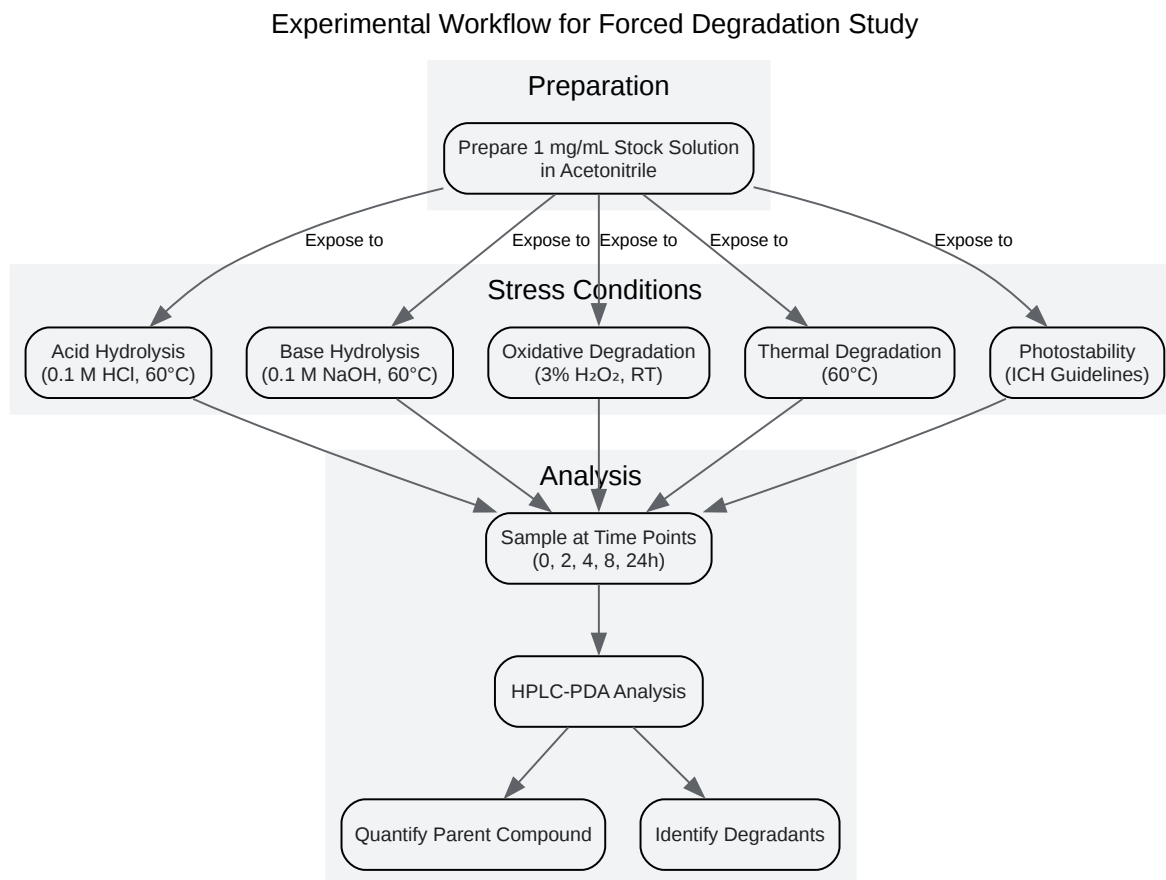 Experimental Workflow for Forced Degradation Study
Preparation
Prepare 1 mg/mL Stock Solution
in Acetonitrile
Expose to
Expose to
Expose to
Expose to
Expose to
Stress Conditions
Acid Hydrolysis
(0.1 M HCl, 60°C)
Base Hydrolysis
(0.1 M NaOH, 60°C)
Oxidative Degradation
(3% H₂O₂, RT)
Thermal Degradation
(60°C)
Photostability
(ICH Guidelines)
Analysis
Sample at Time Points
(0, 2, 4, 8, 24h)
HPLC-PDA Analysis
Quantify Parent Compound
Identify Degradants